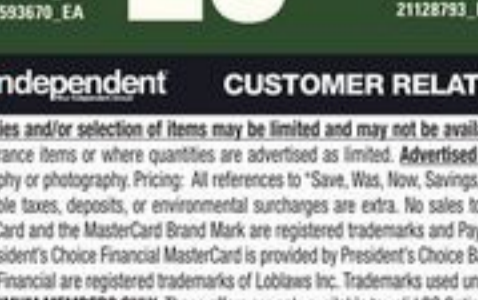 593670_EA
21128793_
independent
CUSTOMER RELAT
ies and/or selection of items may be limited and may not be avail
rance items or where quantities are advertised as limited. Advertised
phy or photography. Pricing: All references to "Save, Was, Now, Savings
ble taxes, deposits, or environmental surcharges are extra. No sales to
Card and the MasterCard Brand Mark are registered trademarks and Pay
sident's Choice Financial MasterCard is provided by President's Choice Ba
Financial are registered trademarks of Loblaws Inc. Trademarks used un